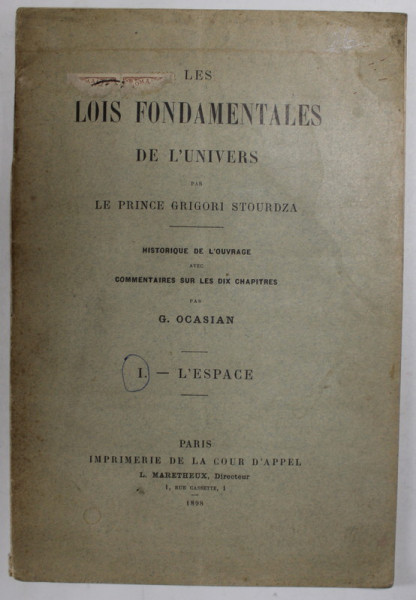 LES
LOIS FONDAMENTALES
DE L'UNIVERS
PAR
LE PRINCE GRIGORI STOURDZA
HISTORIQUE DE L'OUVRAGE
AVEC
COMMENTAIRES SUR LES DIX CHAPITRES
PAR
G. OCASIAN
I. — L'ESPACE
PARIS
IMPRIMERIE DE LA COUR D'APPEL
L. MARETHEUX, Directeur
1, RUE CASSETTE, 1
1898